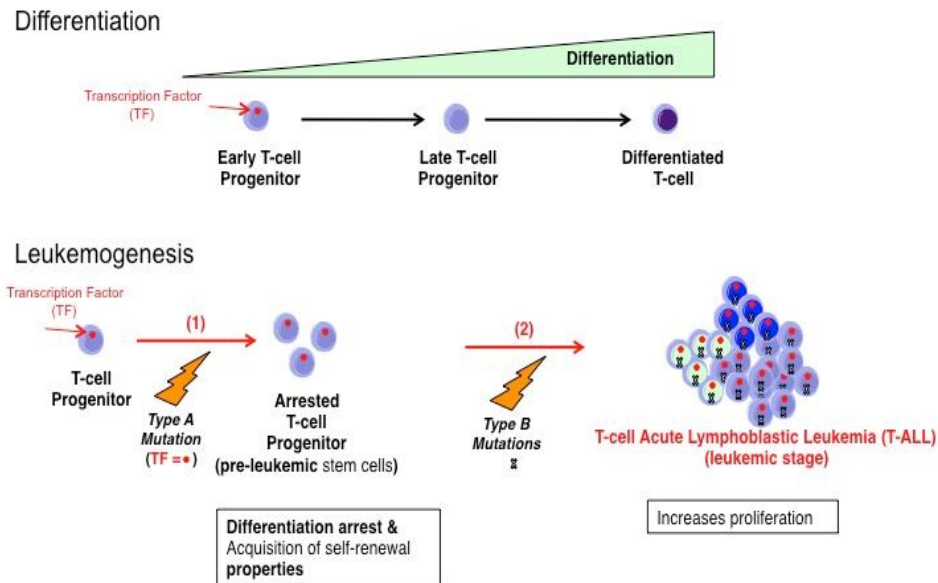 Differentiation
Differentiation
Transcription Factor
(TF)
Early T-cell
Progenitor
Late T-cell
Progenitor
Differentiated
T-cell
Leukemogenesis
Transcription Factor
(TF)
T-cell
Progenitor
(1)
Type A
Mutation
(TF =•)
Arrested
T-cell
Progenitor
(pre-leukemic stem cells)
(2)
Type B
Mutations
T-cell Acute Lymphoblastic Leukemia (T-ALL)
(leukemic stage)
Differentiation arrest &
Acquisition of self-renewal
properties
Increases proliferation